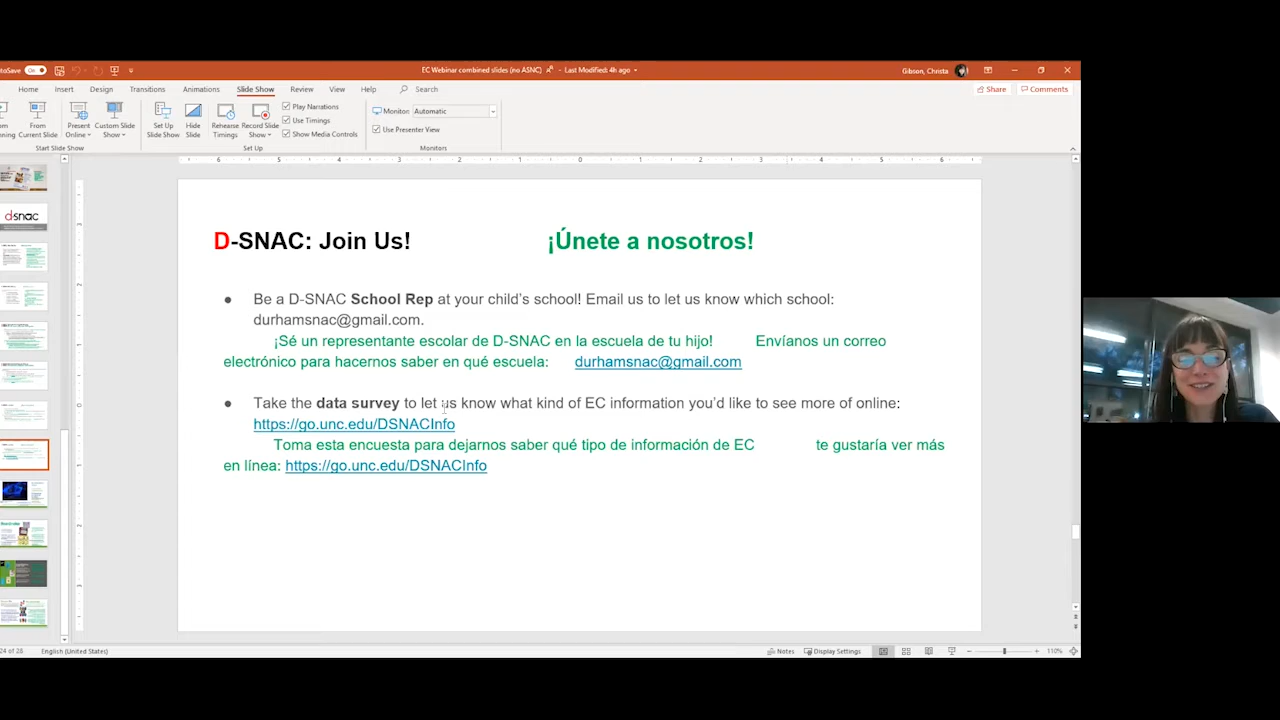 AutoSave On
EC Webinar combined slides (no ASNC) - Last Modified: 4h ago
Gibson, Christa
Home Insert Design Transitions Animations Slide Show Review View Help Search
Share Comments
From Current Slide
Present Online
Custom Slide Show
Set Up Slide Show
Hide Slide
Rehearse Timings
Record Slide Show
Play Narrations
Use Timings
Show Media Controls
Monitor: Automatic
Use Presenter View
Start Slide Show
Set Up
Monitors
dsnac
D-SNAC: Join Us! ¡Únete a nosotros!
● Be a D-SNAC School Rep at your child's school! Email us to let us know which school:
durhamsnac@gmail.com.
¡Sé un representante escolar de D-SNAC en la escuela de tu hijo! Envíanos un correo
electrónico para hacernos saber en qué escuela: durhamsnac@gmail.com
● Take the data survey to let us know what kind of EC information you'd like to see more of online:
https://go.unc.edu/DSNACInfo
Toma esta encuesta para dejarnos saber qué tipo de información de EC te gustaría ver más
en línea: https://go.unc.edu/DSNACInfo
24 of 28 English (United States)
Notes Display Settings 110%